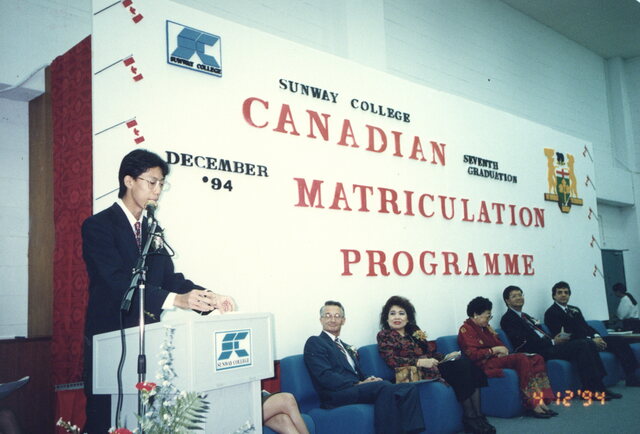 SUNWAY COLLEGE
SUNWAY COLLEGE
CANADIAN
DECEMBER '94
SEVENTH GRADUATION
MATRICULATION
PROGRAMME
SUNWAY COLLEGE
4.12.'94